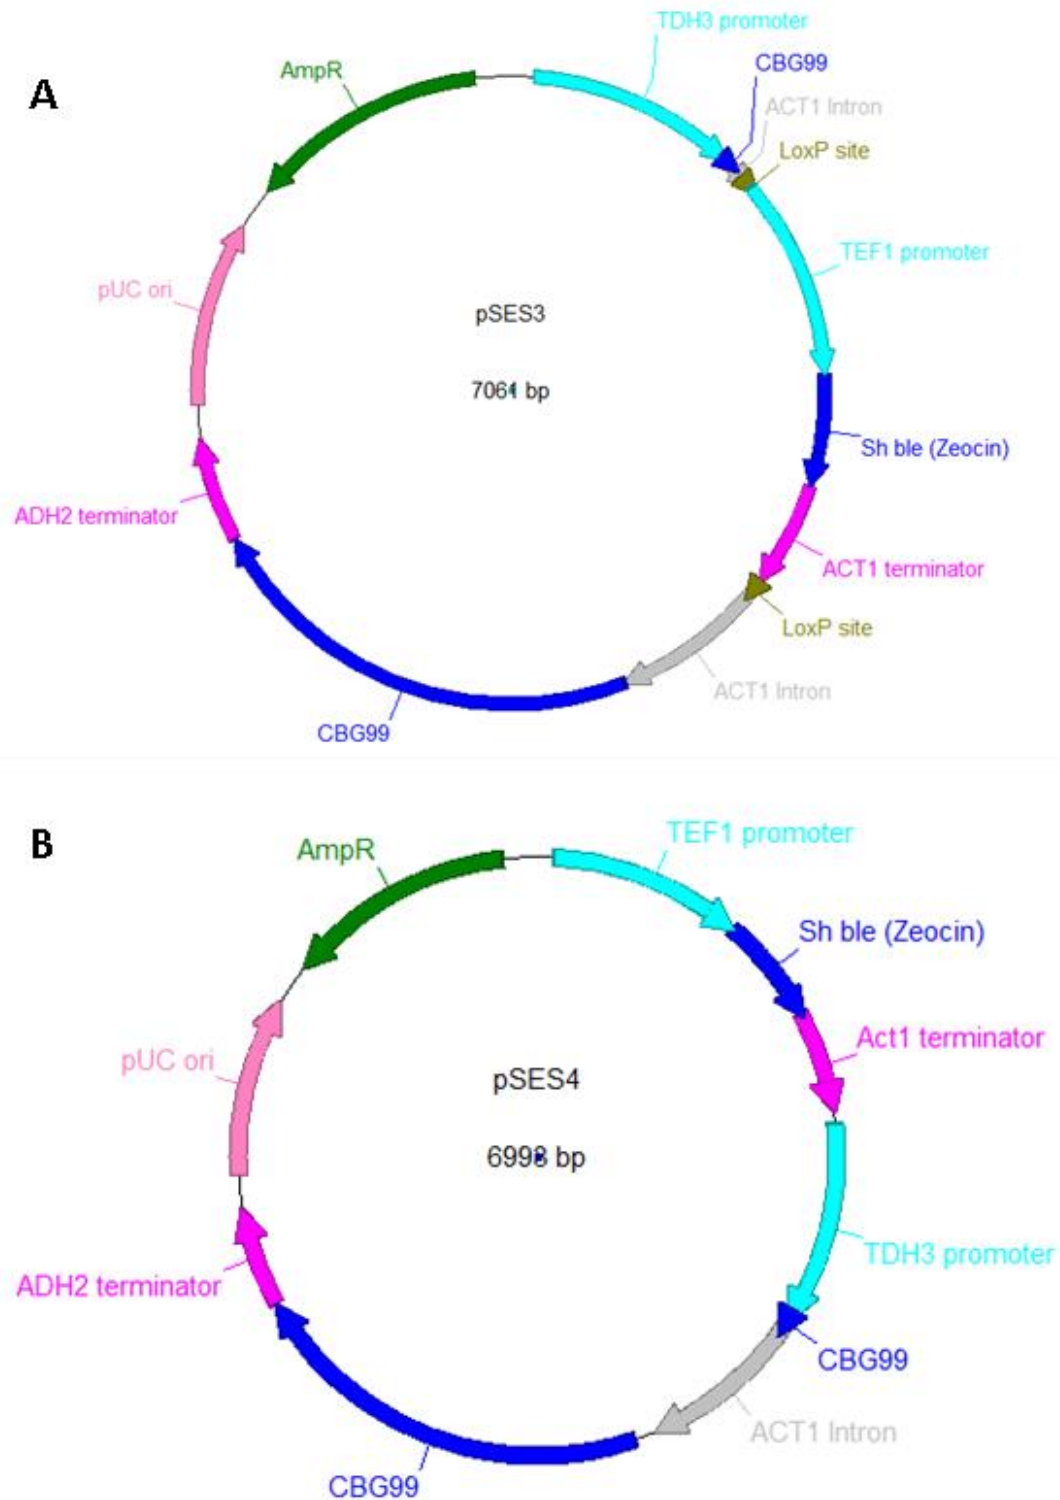 A
TDH3 promoter
AmpR
CBG99
ACT1 Intron
LoxP site
TEF1 promoter
pUC ori
pSES3
7061 bp
Sh ble (Zeocin)
ADH2 terminator
ACT1 terminator
LoxP site
ACT1 Intron
CBG99
B
TEF1 promoter
AmpR
Sh ble (Zeocin)
Act1 terminator
pUC ori
pSES4
6998 bp
TDH3 promoter
ADH2 terminator
CBG99
ACT1 Intron
CBG99